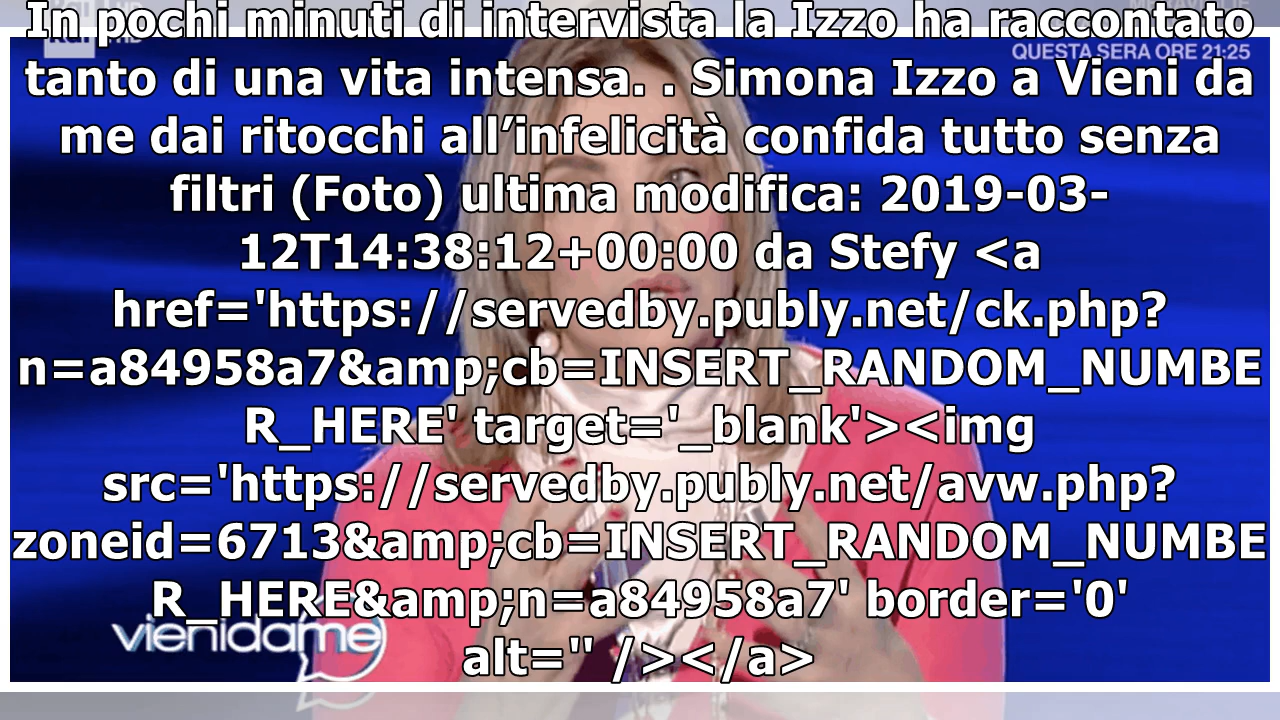 In pochi minuti di intervista la Izzo ha raccontato
QUESTA SERA ORE 21:25
tanto di una vita intensa. . Simona Izzo a Vieni da
me dai ritocchi all’infelicità confida tutto senza
filtri (Foto) ultima modifica: 2019-03-
12T14:38:12+00:00 da Stefy <a
href='https://servedby.publy.net/ck.php?
n=a84958a7&amp;cb=INSERT_RANDOM_NUMBE
R_HERE' target='_blank'><img
src='https://servedby.publy.net/avw.php?
zoneid=6713&amp;cb=INSERT_RANDOM_NUMBE
R_HERE&amp;n=a84958a7' border='0'
vienidame
alt='' /></a>